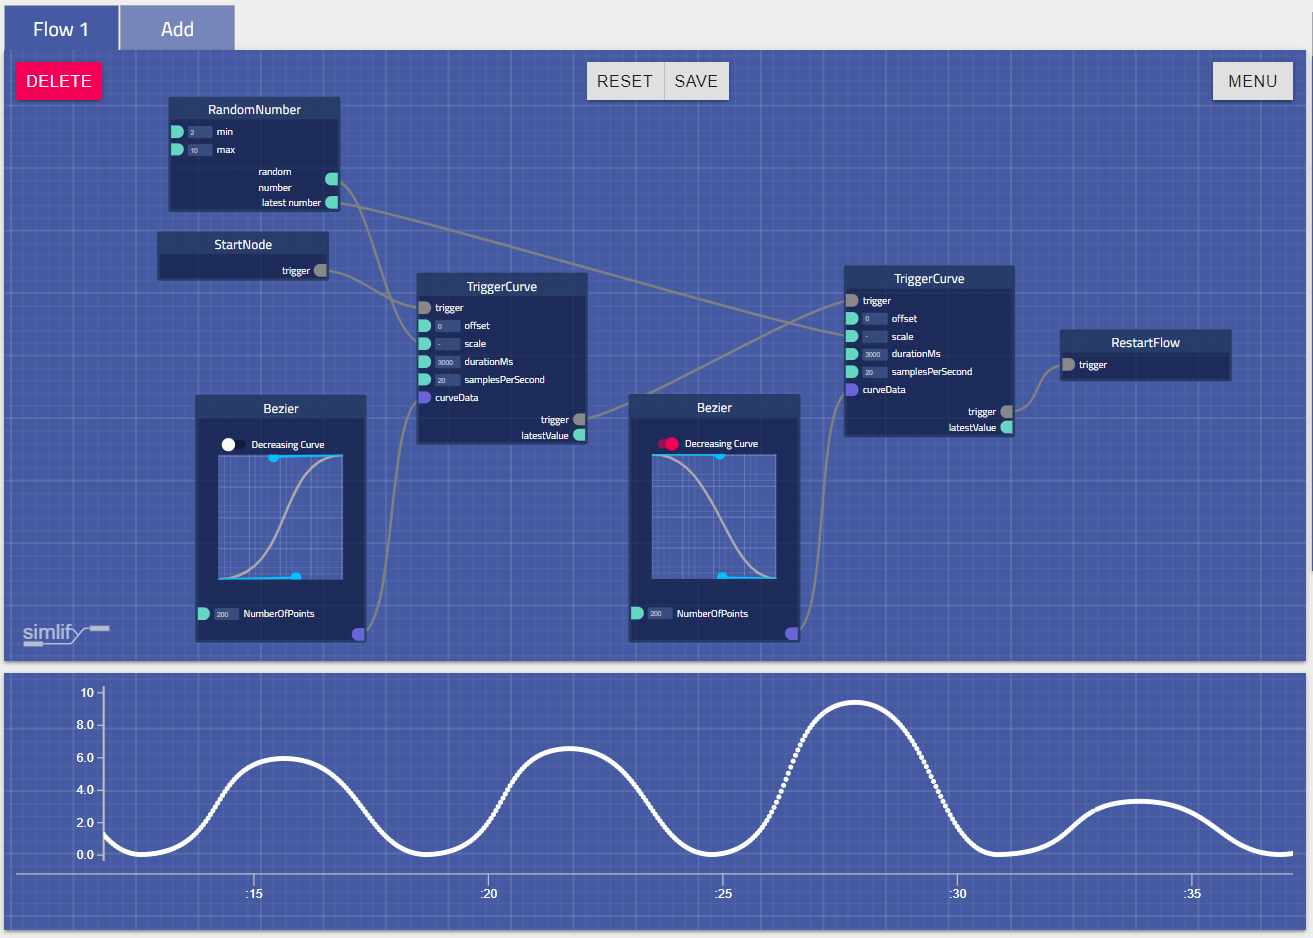 Flow 1
Add
DELETE
RESET
SAVE
MENU
RandomNumber
2 min
10 max
random
number
latest number
StartNode
trigger
TriggerCurve
trigger
0 offset
- scale
3000 durationMs
20 samplesPerSecond
curveData
trigger
latestValue
TriggerCurve
trigger
0 offset
- scale
3000 durationMs
20 samplesPerSecond
curveData
trigger
latestValue
RestartFlow
trigger
Bezier
Decreasing Curve
200 NumberOfPoints
Bezier
Decreasing Curve
200 NumberOfPoints
simlify
10
8.0
6.0
4.0
2.0
0.0
:15
:20
:25
:30
:35